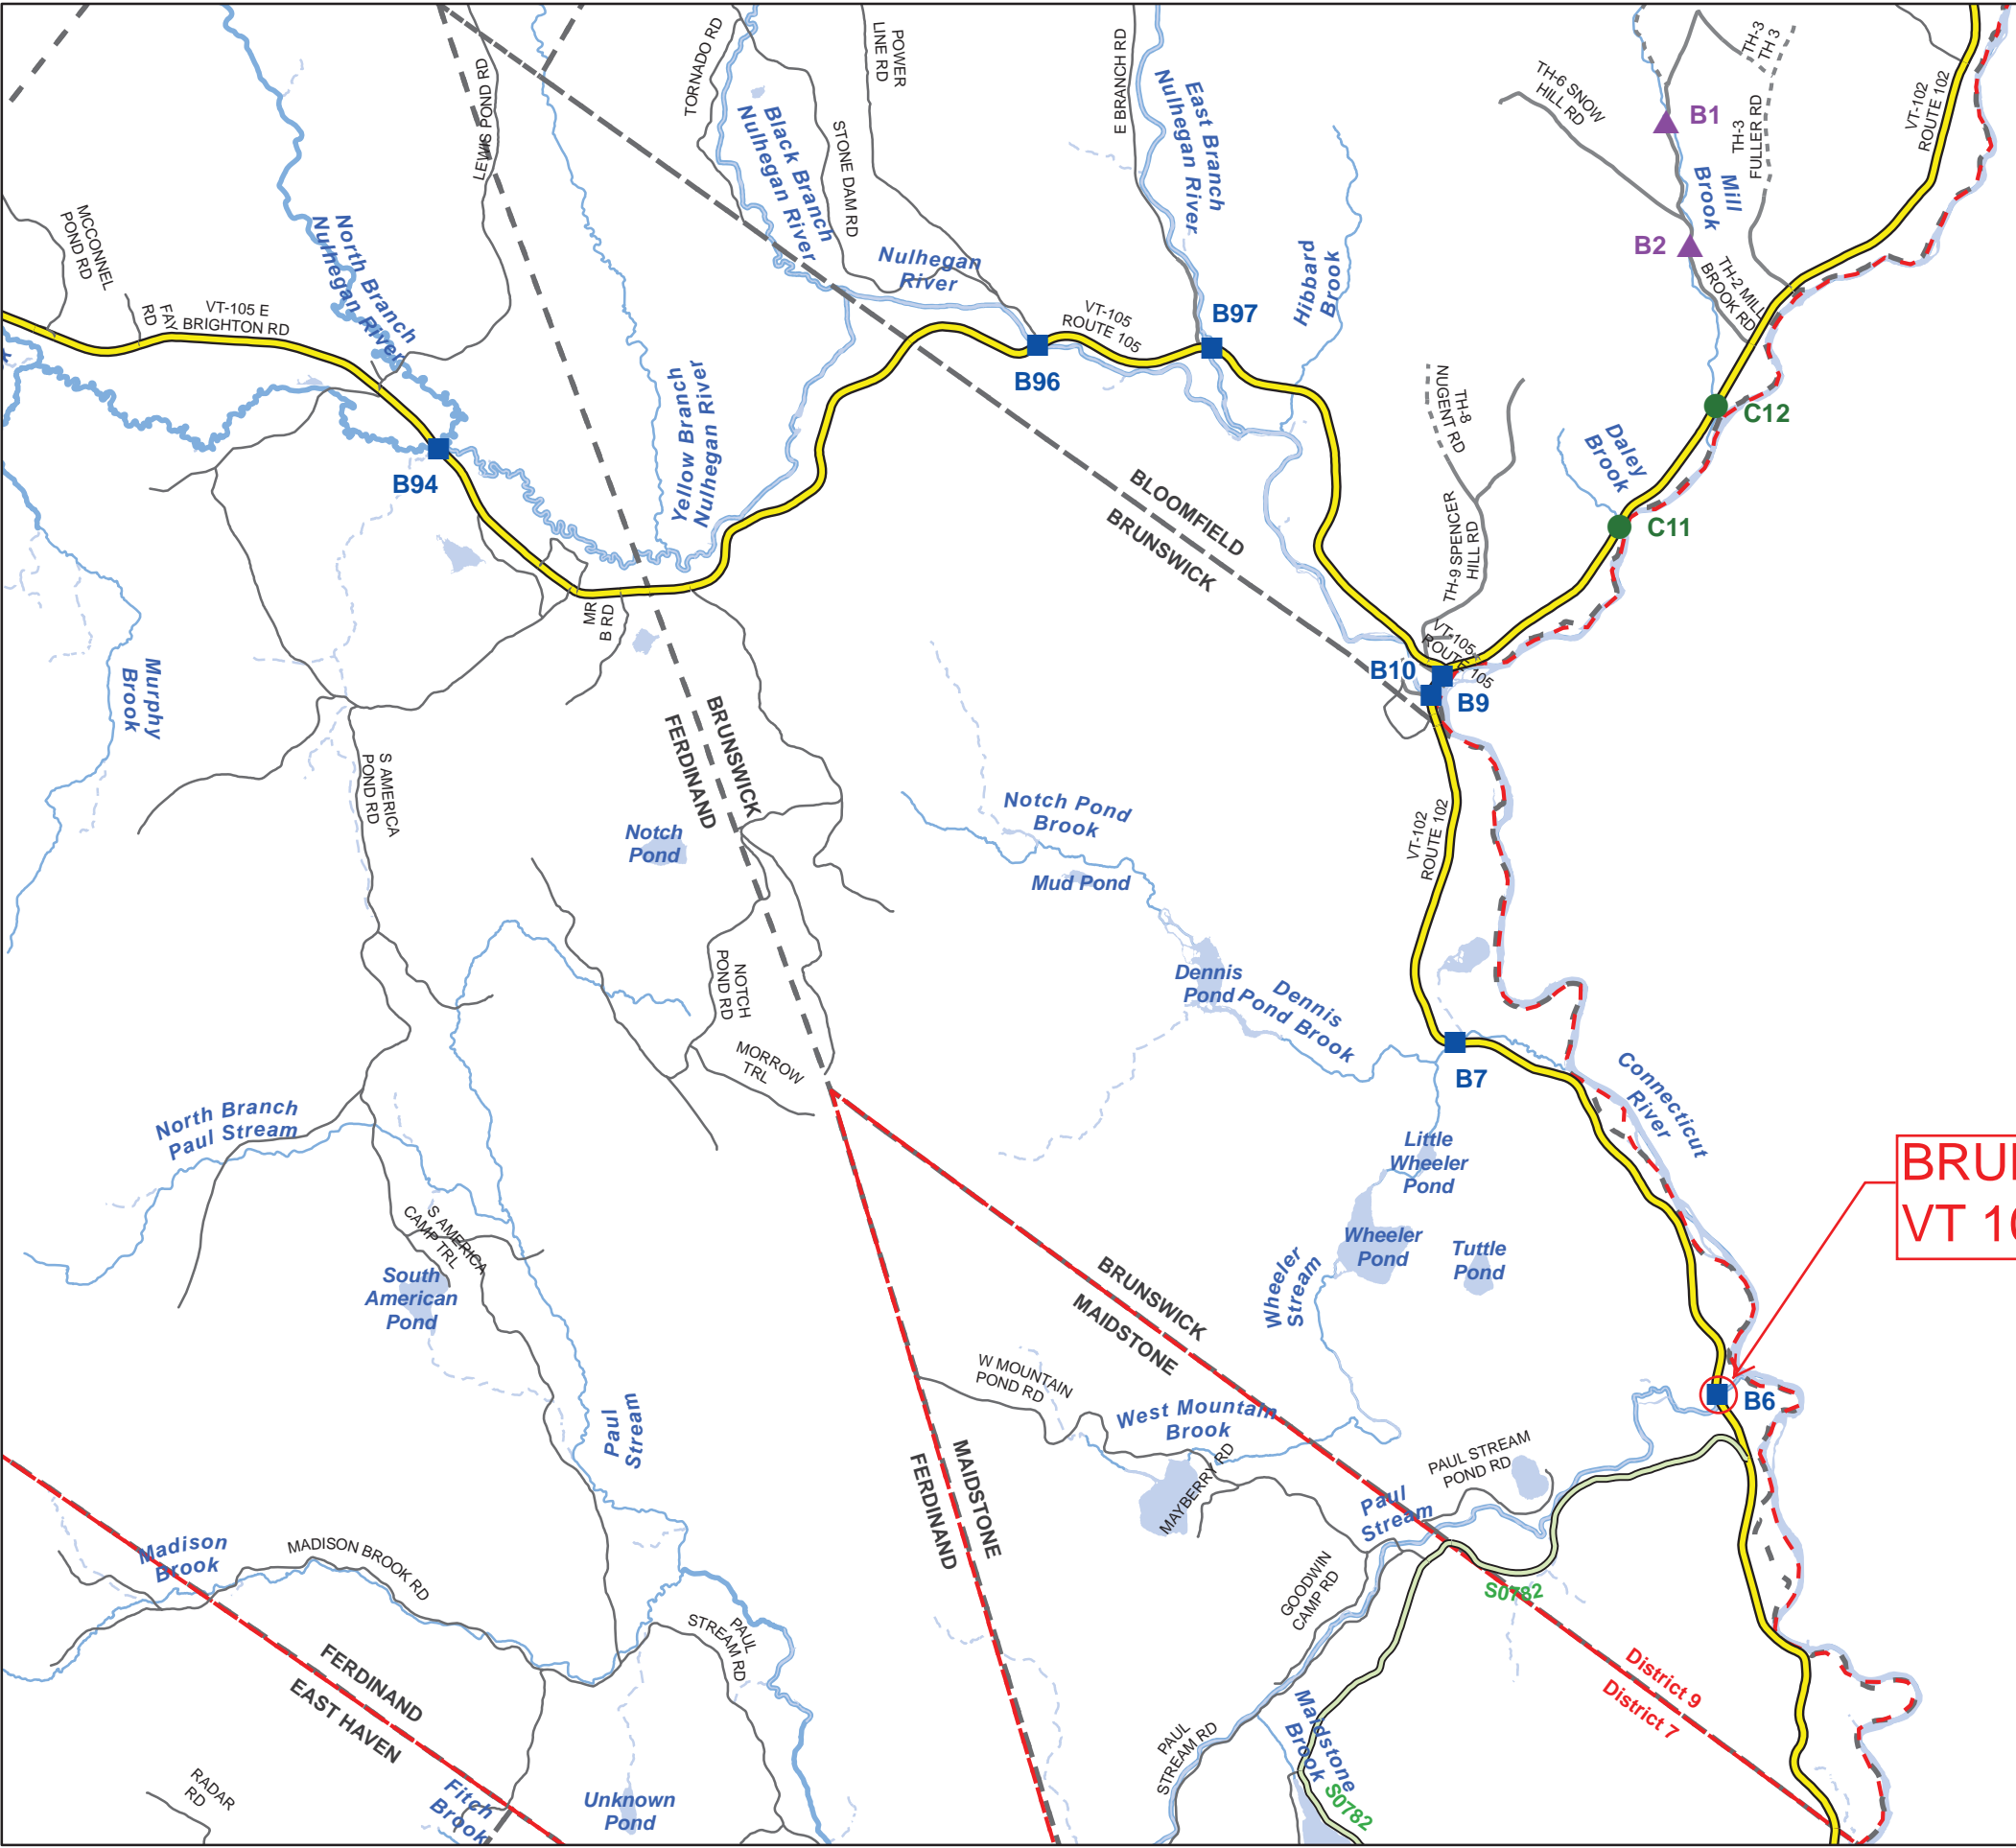 LEWIS POND RD
TORNADO RD
POWER
LINE RD
STONE DAM RD
E BRANCH RD
East Branch
Nulhegan River
Black Branch
Nulhegan River
North Branch
Nulhegan River
Nulhegan
River
Hibbard
Brook
TH-6 SNOW
HILL RD
TH-3
TH 3
TH-3
FULLER RD
VT-102
ROUTE 102
B1
Mill
Brook
B2
TH-2 MILL
BROOK RD
MCCONNEL
POND RD
FAY
RD
VT-105 E
BRIGHTON RD
VT-105
ROUTE 105
B97
B96
B94
Yellow Branch
Nulhegan River
TH-8
NUGENT RD
C12
Daley
Brook
C11
BLOOMFIELD
BRUNSWICK
TH-9 SPENCER
HILL RD
MR
B RD
VT-105
ROUTE 105
B10
B9
Murphy
Brook
BRUNSWICK
FERDINAND
S AMERICA
POND RD
Notch
Pond
Notch Pond
Brook
Mud Pond
VT-102
ROUTE 102
NOTCH
POND RD
Dennis
Pond
Dennis
Pond Brook
MORROW
TRL
B7
Connecticut
River
North Branch
Paul Stream
Little
Wheeler
Pond
BRU
VT 10
Wheeler
Pond
Tuttle
Pond
Wheeler
Stream
S AMERICA
CAMP TRL
South
American
Pond
BRUNSWICK
MAIDSTONE
W MOUNTAIN
POND RD
West Mountain
Brook
B6
Paul
Stream
MAIDSTONE
FERDINAND
MAYBERRY RD
PAUL STREAM
POND RD
Paul
Stream
Madison
Brook
MADISON BROOK RD
GOODWIN
CAMP RD
S0782
PAUL
STREAM RD
FERDINAND
EAST HAVEN
District 9
District 7
PAUL
STREAM RD
Maidstone
Brook
S0782
RADAR
RD
Fitch
Brook
Unknown
Pond